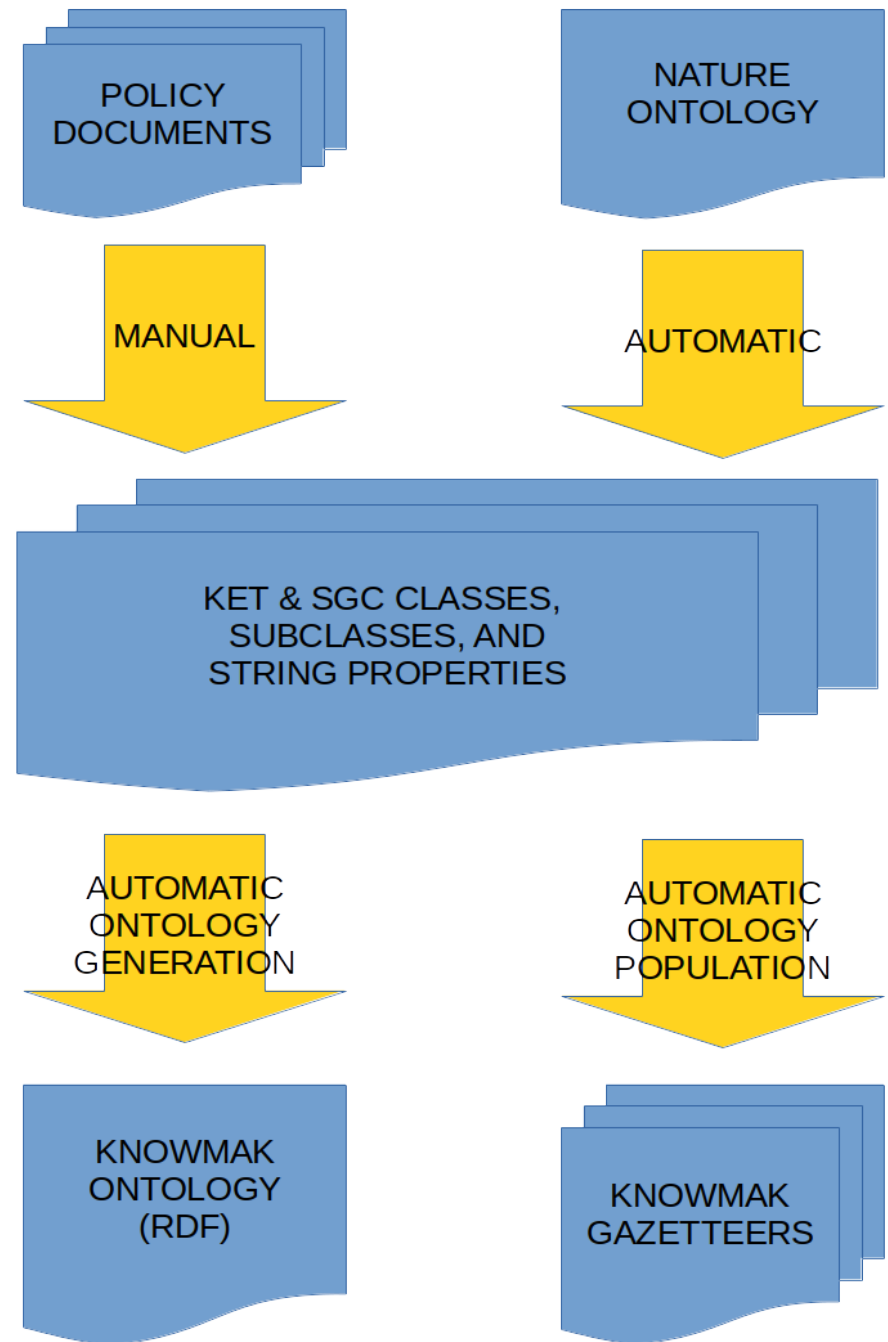 POLICY
DOCUMENTS
NATURE
ONTOLOGY
MANUAL
AUTOMATIC
KET & SGC CLASSES,
SUBCLASSES, AND
STRING PROPERTIES
AUTOMATIC
ONTOLOGY
GENERATION
AUTOMATIC
ONTOLOGY
POPULATION
KNOWMAK
ONTOLOGY
(RDF)
KNOWMAK
GAZETTEERS